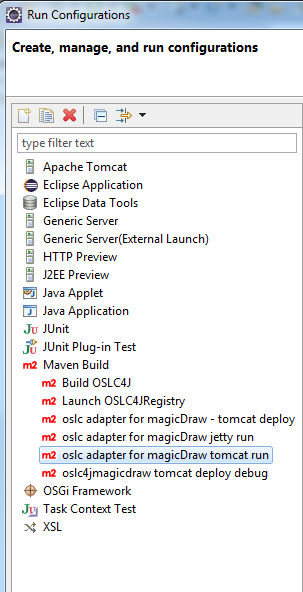 Run Configurations
Create, manage, and run configurations
type filter text
Apache Tomcat
Eclipse Application
Eclipse Data Tools
Generic Server
Generic Server(External Launch)
HTTP Preview
J2EE Preview
Java Applet
Java Application
Ju JUnit
Ju JUnit Plug-in Test
m2 Maven Build
m2 Build OSLC4J
m2 Launch OSLC4JRegistry
m2 oslc adapter for magicDraw - tomcat deploy
m2 oslc adapter for magicDraw jetty run
m2 oslc adapter for magicDraw tomcat run
m2 oslc4jmagicdraw tomcat deploy debug
OSGi Framework
Ju Task Context Test
XSL